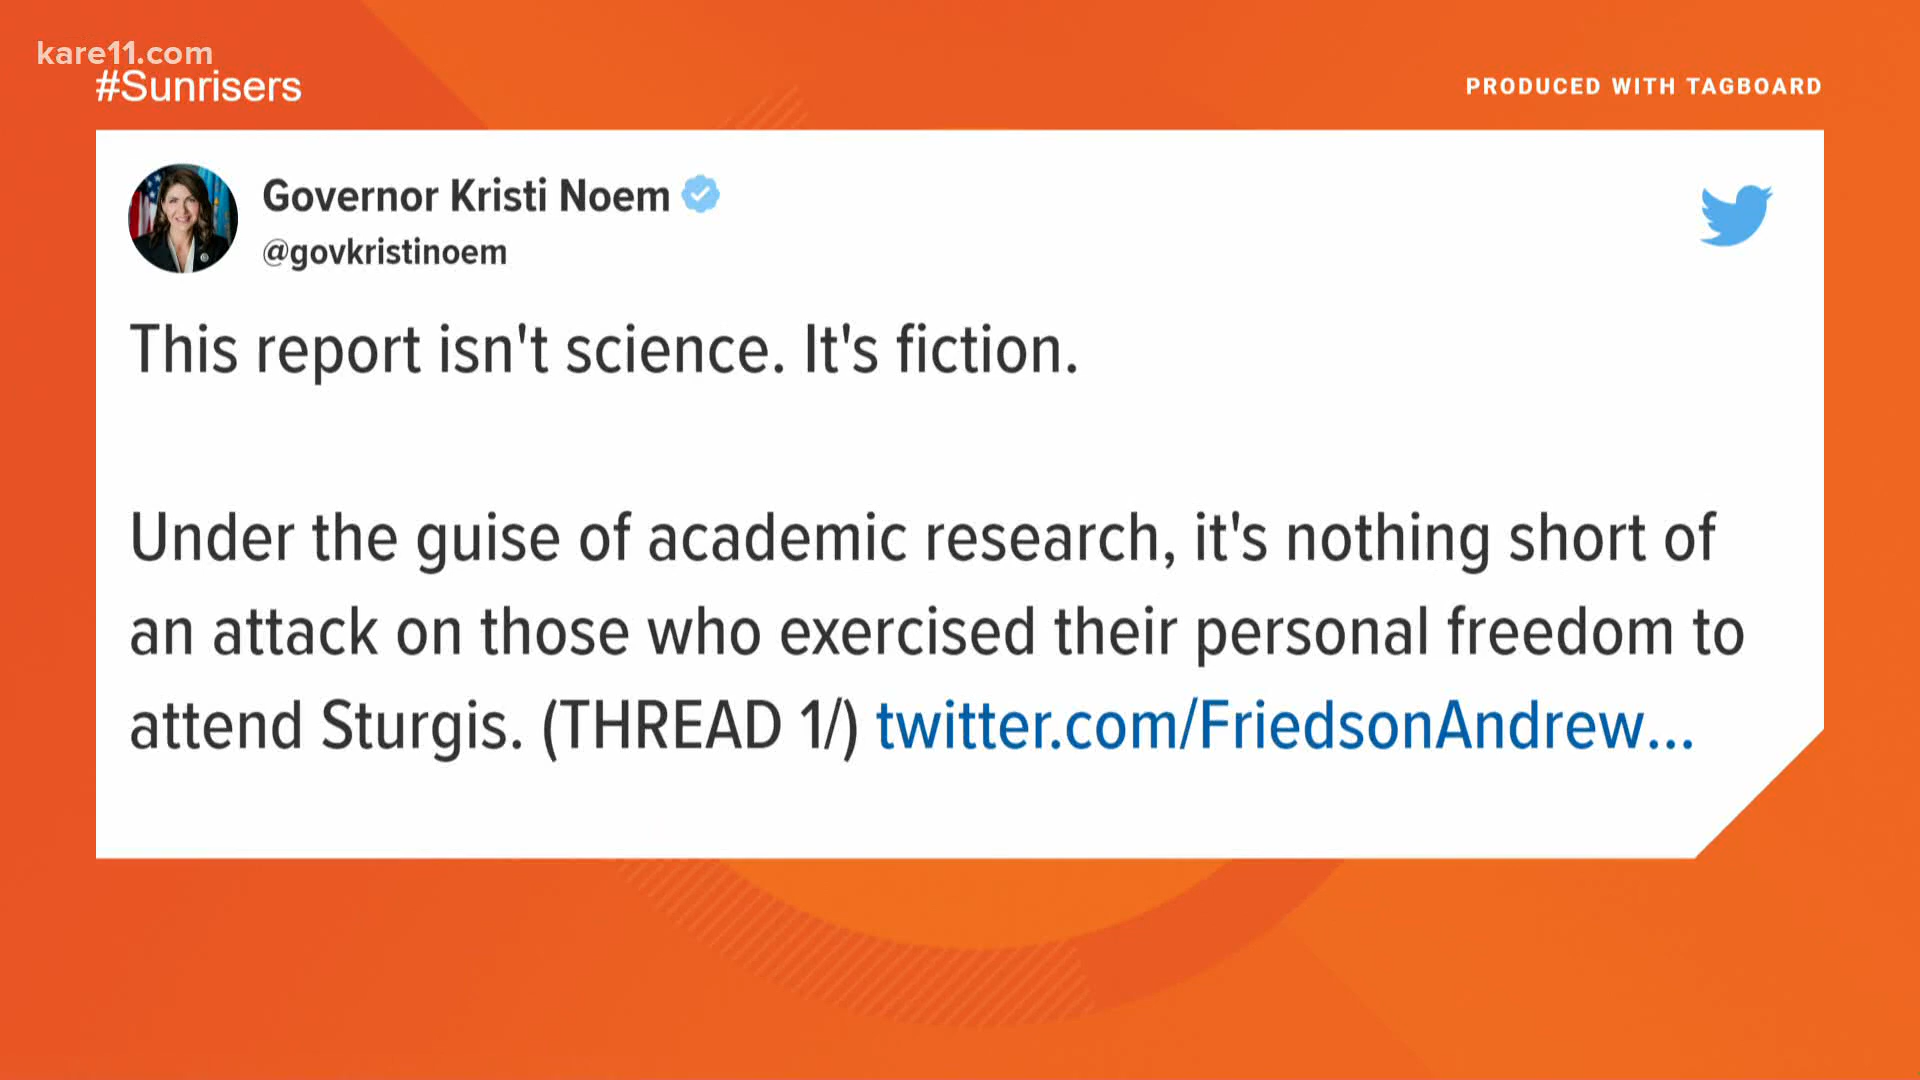 kare11.com
#Sunrisers
PRODUCED WITH TAGBOARD
Governor Kristi Noem
@govkristinoem
This report isn't science. It's fiction.
Under the guise of academic research, it's nothing short of
an attack on those who exercised their personal freedom to
attend Sturgis. (THREAD 1/) twitter.com/FriedsonAndrew...